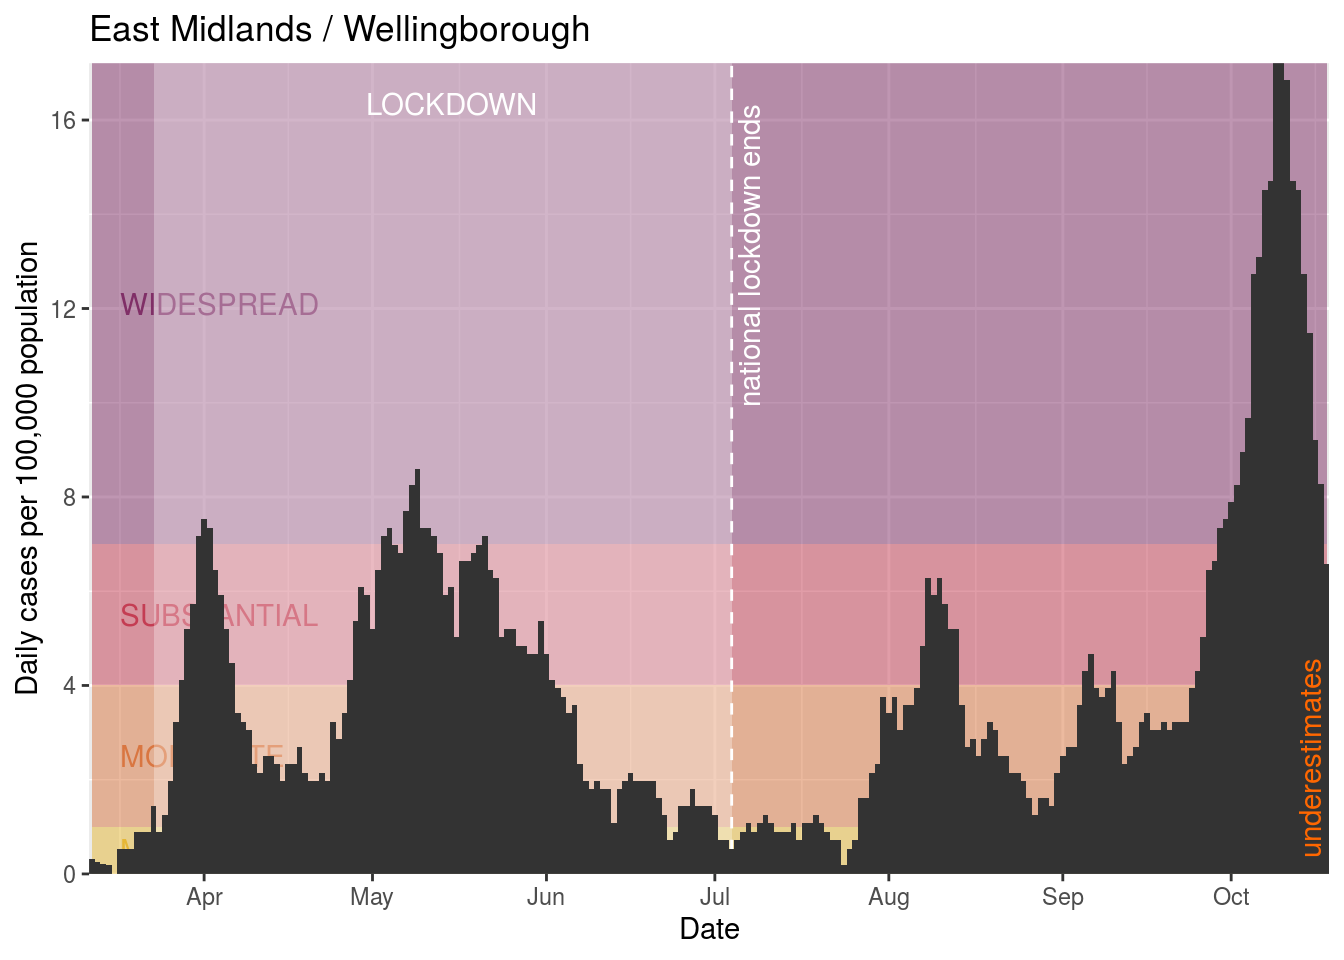 East Midlands / Wellingborough
LOCKDOWN
national lockdown ends
WIDESPREAD
SUBSTANTIAL
underestimates
Daily cases per 100,000 population
16
12
8
4
0
Apr
May
Jun
Jul
Aug
Sep
Oct
Date